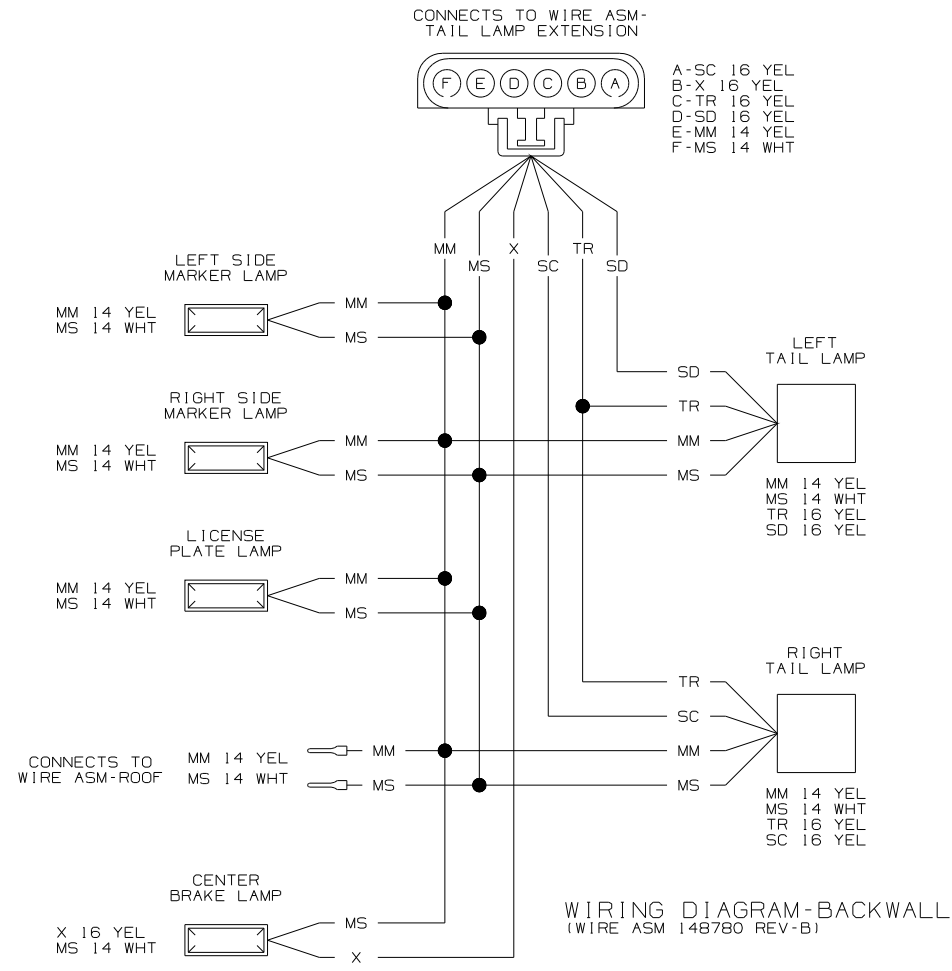 CONNECTS TO WIRE ASM-
TAIL LAMP EXTENSION
F E D C B A
A-SC 16 YEL
B-X 16 YEL
C-TR 16 YEL
D-SD 16 YEL
E-MM 14 YEL
F-MS 14 WHT
MM
MS
X
SC
TR
SD
LEFT SIDE
MARKER LAMP
MM 14 YEL
MS 14 WHT
MM
MS
RIGHT SIDE
MARKER LAMP
MM 14 YEL
MS 14 WHT
MM
MS
LEFT
TAIL LAMP
SD
TR
MM
MS
MM 14 YEL
MS 14 WHT
TR 16 YEL
SD 16 YEL
LICENSE
PLATE LAMP
MM 14 YEL
MS 14 WHT
MM
MS
RIGHT
TAIL LAMP
TR
SC
MM
MS
MM 14 YEL
MS 14 WHT
TR 16 YEL
SC 16 YEL
CONNECTS TO
WIRE ASM-ROOF
MM 14 YEL
MS 14 WHT
MM
MS
CENTER
BRAKE LAMP
X 16 YEL
MS 14 WHT
MS
X
WIRING DIAGRAM-BACKWALL
(WIRE ASM 148780 REV-B)